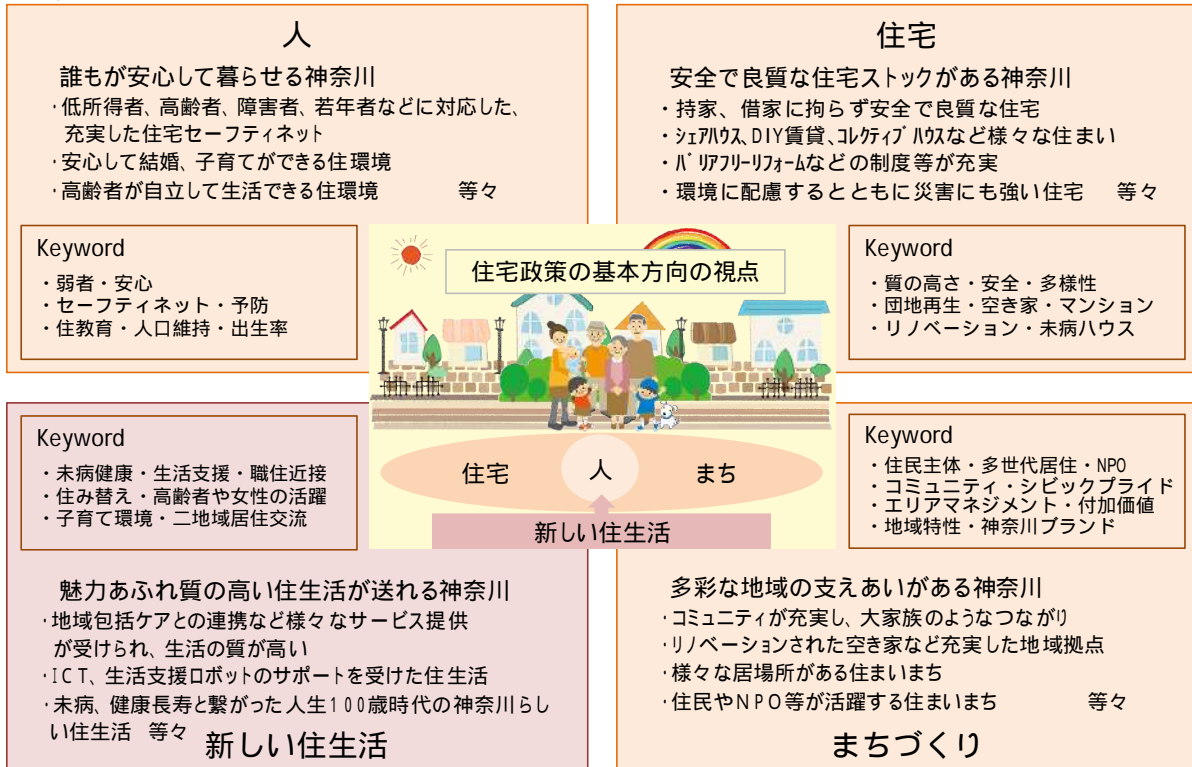 人
誰もが安心して暮らせる神奈川
・低所得者、高齢者、障害者、若年者などに対応した、
充実した住宅セーフティネット
・安心して結婚、子育てができる住環境
・高齢者が自立して生活できる住環境 等々
Keyword
・弱者・安心
・セーフティネット・予防
・住教育・人口維持・出生率
住宅
安全で良質な住宅ストックがある神奈川
・持家、借家に拘らず安全で良質な住宅
・シェアハウス、DIY賃貸、コレクティブハウスなど様々な住まい
・バリアフリーリフォームなどの制度等が充実
・環境に配慮するとともに災害にも強い住宅 等々
Keyword
・質の高さ・安全・多様性
・団地再生・空き家・マンション
・リノベーション・未病ハウス
住宅政策の基本方向の視点
住宅 人 まち
新しい住生活
Keyword
・未病健康・生活支援・職住近接
・住み替え・高齢者や女性の活躍
・子育て環境・二地域居住交流
魅力あふれ質の高い住生活が送れる神奈川
・地域包括ケアとの連携など様々なサービス提供
が受けられ、生活の質が高い
・ICT、生活支援ロボットのサポートを受けた住生活
・未病、健康長寿と繋がった人生100歳時代の神奈川らし
い住生活 等々
新しい住生活
Keyword
・住民主体・多世代居住・NPO
・コミュニティ・シビックプライド
・エリアマネジメント・付加価値
・地域特性・神奈川ブランド
多彩な地域の支えあいがある神奈川
・コミュニティが充実し、大家族のようなつながり
・リノベーションされた空き家など充実した地域拠点
・様々な居場所がある住まいまち
・住民やNPO等が活躍する住まいまち 等々
まちづくり